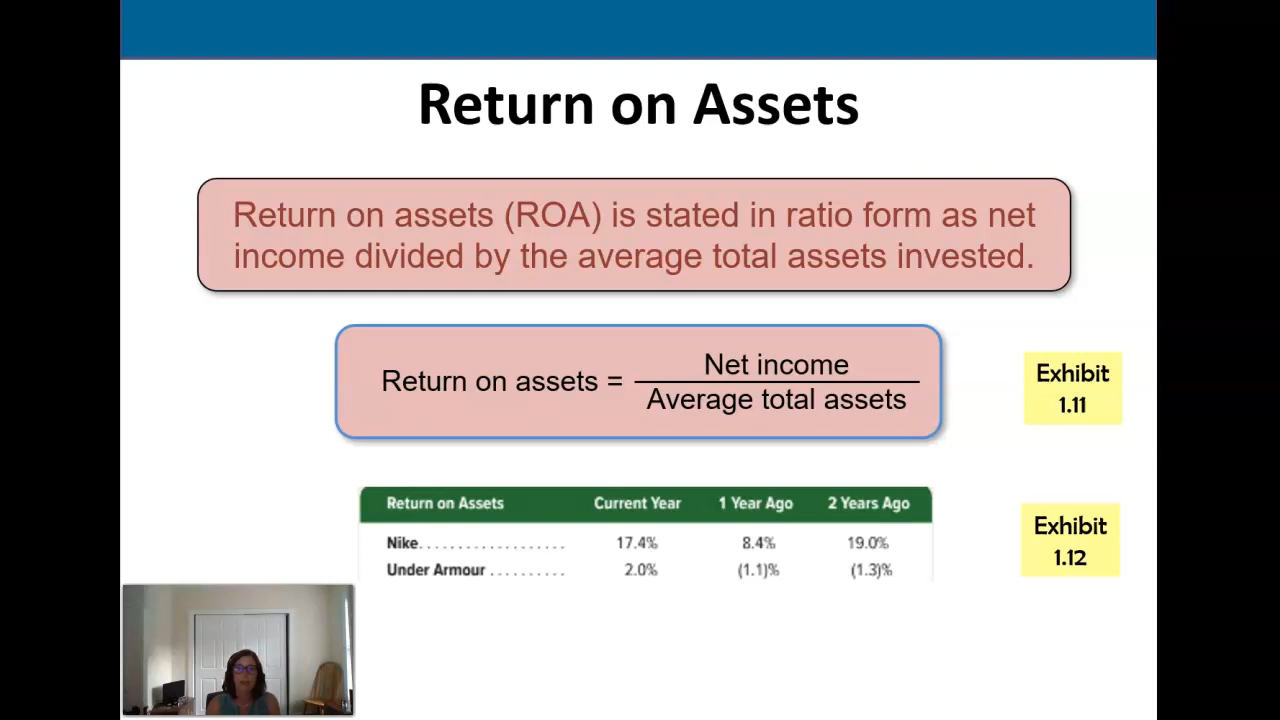 Return on Assets
Return on assets (ROA) is stated in ratio form as net
income divided by the average total assets invested.
Return on assets = Net income
Average total assets
Exhibit
1.11
Return on Assets Current Year 1 Year Ago 2 Years Ago
Nike. . . . . . . . . . . . . . . . . . . 17.4% 8.4% 19.0%
Under Armour . . . . . . . . . . 2.0% (1.1)% (1.3)%
Exhibit
1.12